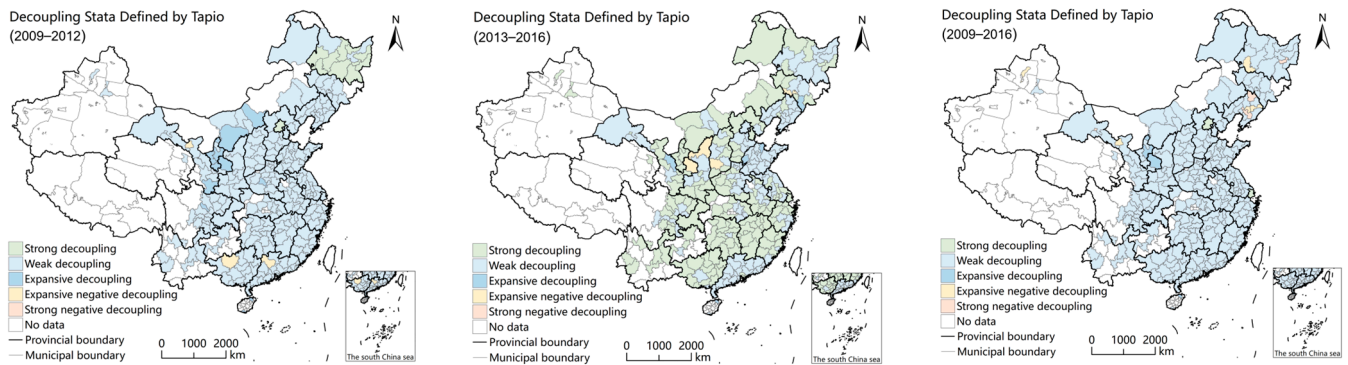 Decoupling Stata Defined by Tapio
(2009–2012)
N
Strong decoupling
Weak decoupling
Expansive decoupling
Expansive negative decoupling
Strong negative decoupling
No data
Provincial boundary
Municipal boundary
0 1000 2000
km
The south China sea
Decoupling Stata Defined by Tapio
(2013–2016)
N
Strong decoupling
Weak decoupling
Expansive decoupling
Expansive negative decoupling
Strong negative decoupling
No data
Provincial boundary
Municipal boundary
0 1000 2000
km
The south China sea
Decoupling Stata Defined by Tapio
(2009–2016)
N
Strong decoupling
Weak decoupling
Expansive decoupling
Expansive negative decoupling
Strong negative decoupling
No data
Provincial boundary
Municipal boundary
0 1000 2000
km
The south China sea